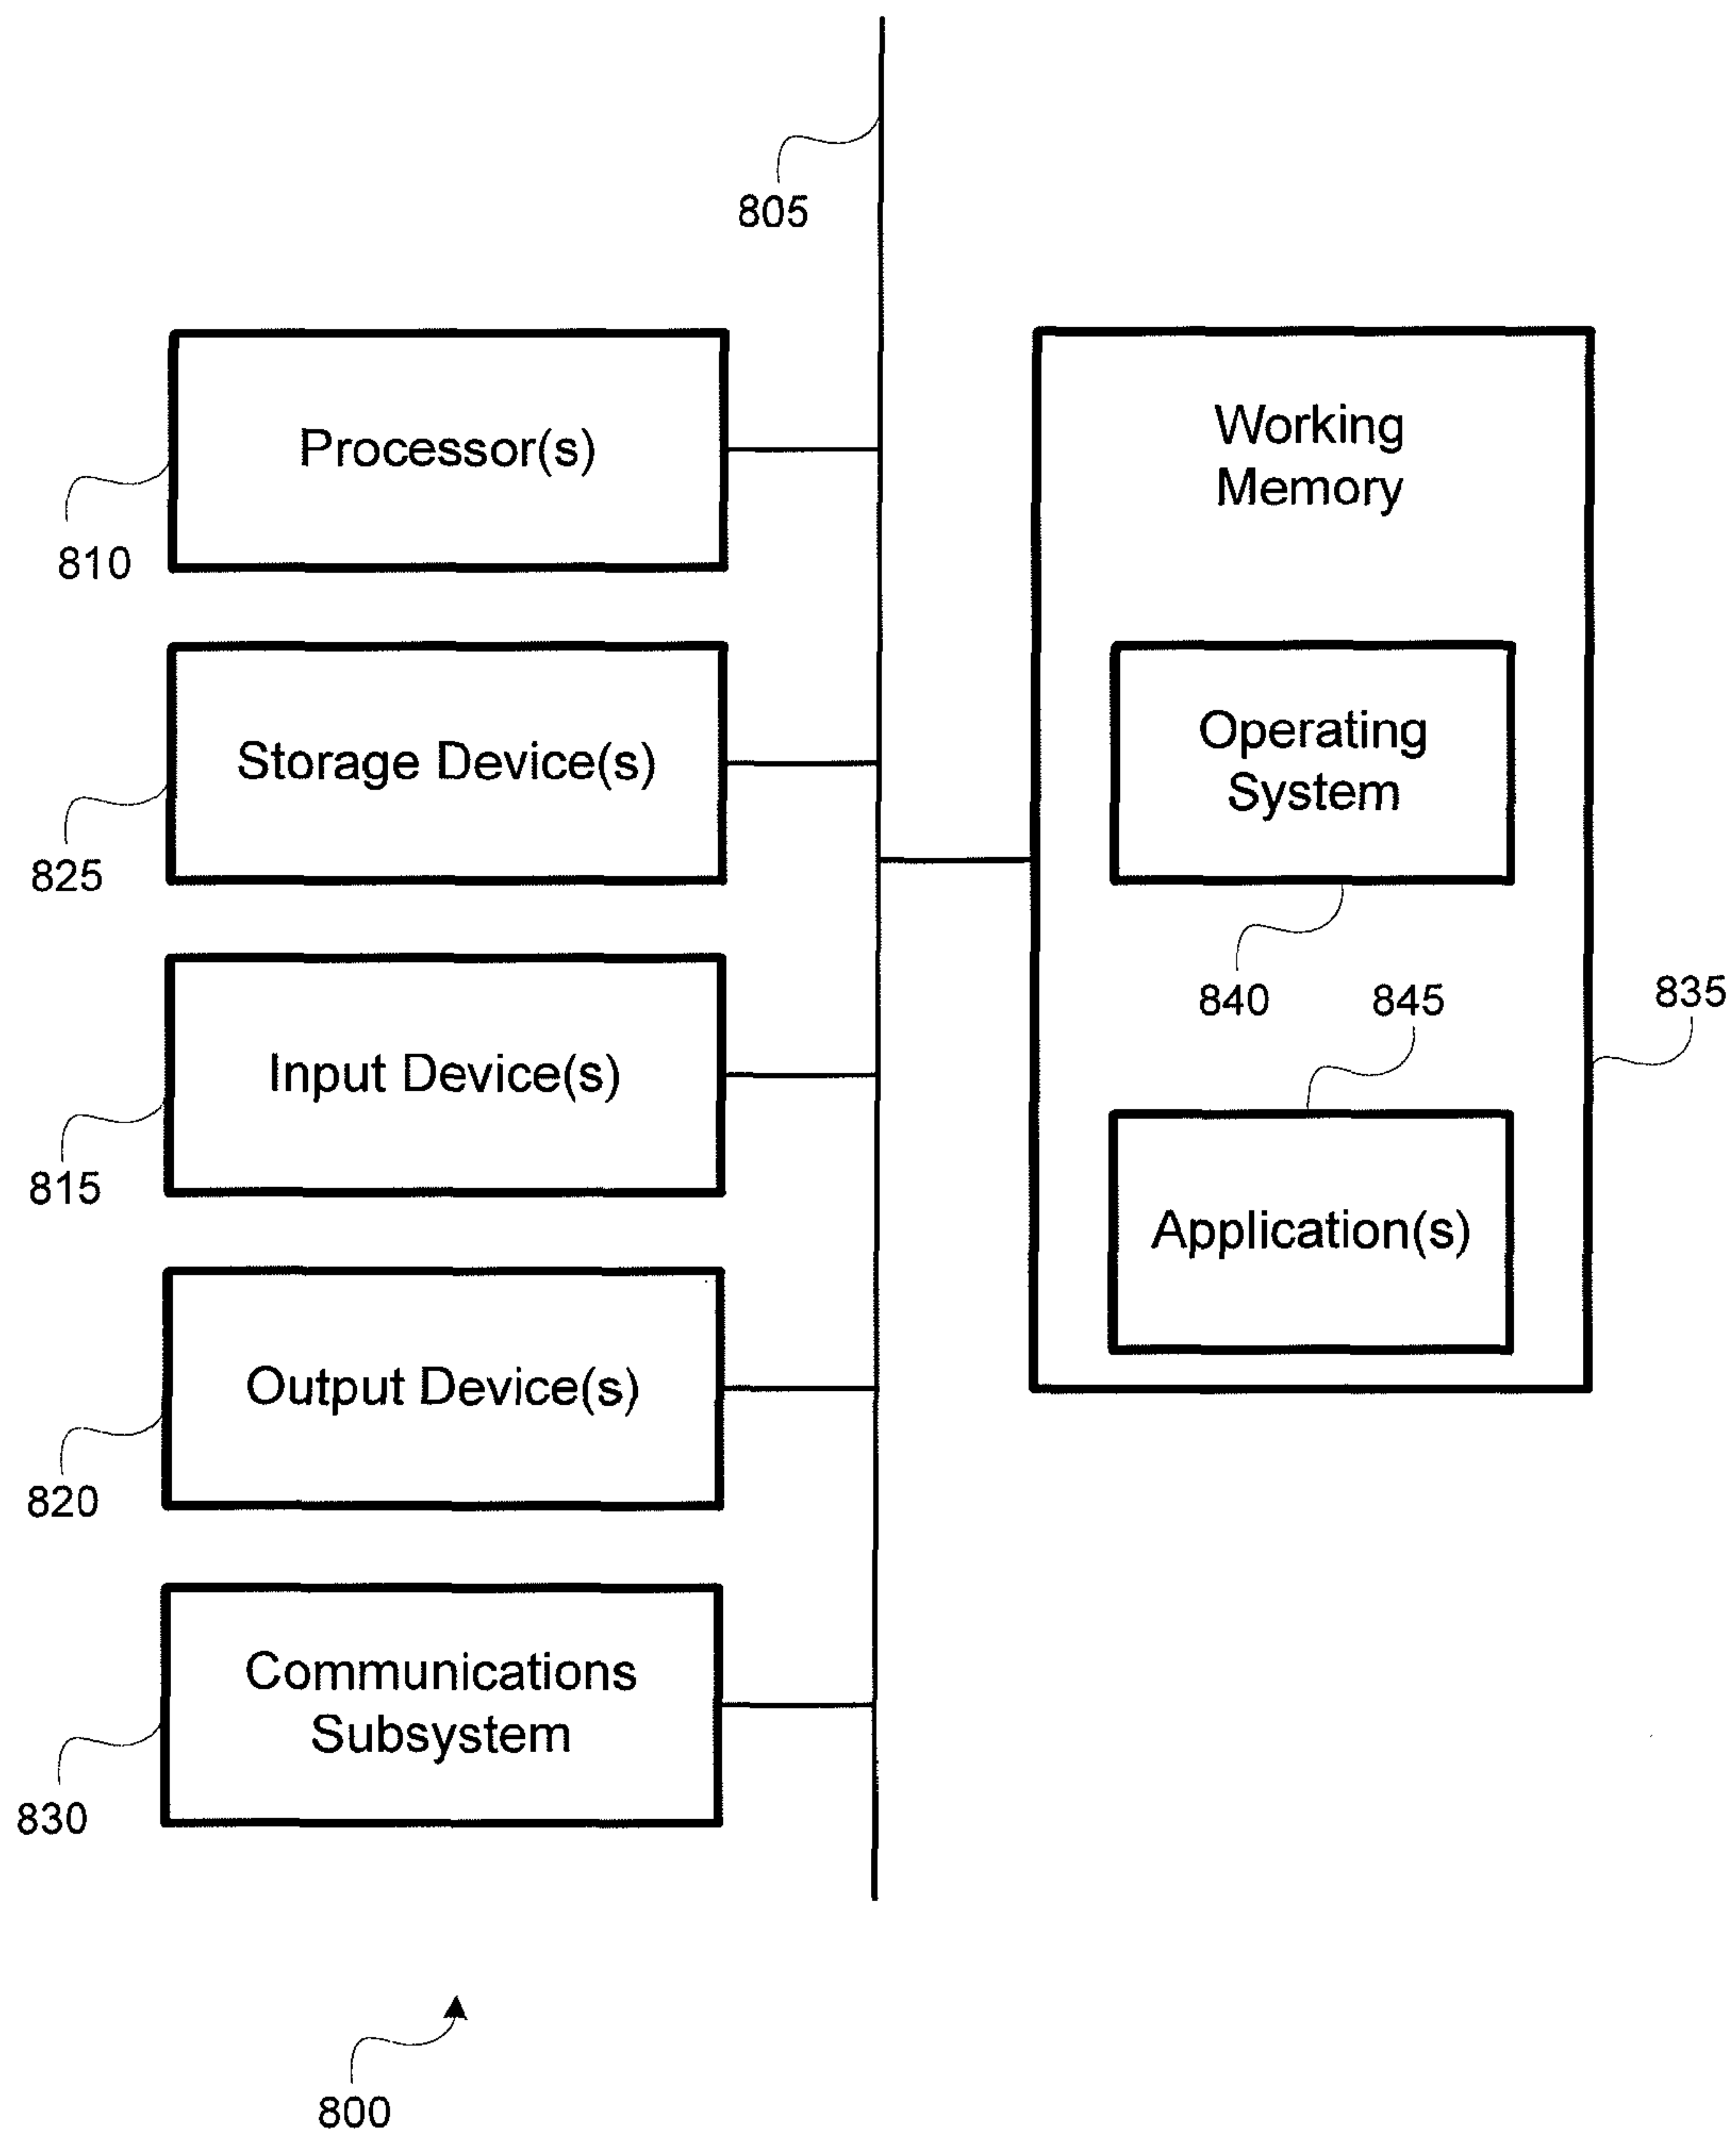 805
Processor(s)
810
Storage Device(s)
825
Input Device(s)
815
Output Device(s)
820
Communications
Subsystem
830
Working
Memory
Operating
System
840
845
835
Application(s)
800